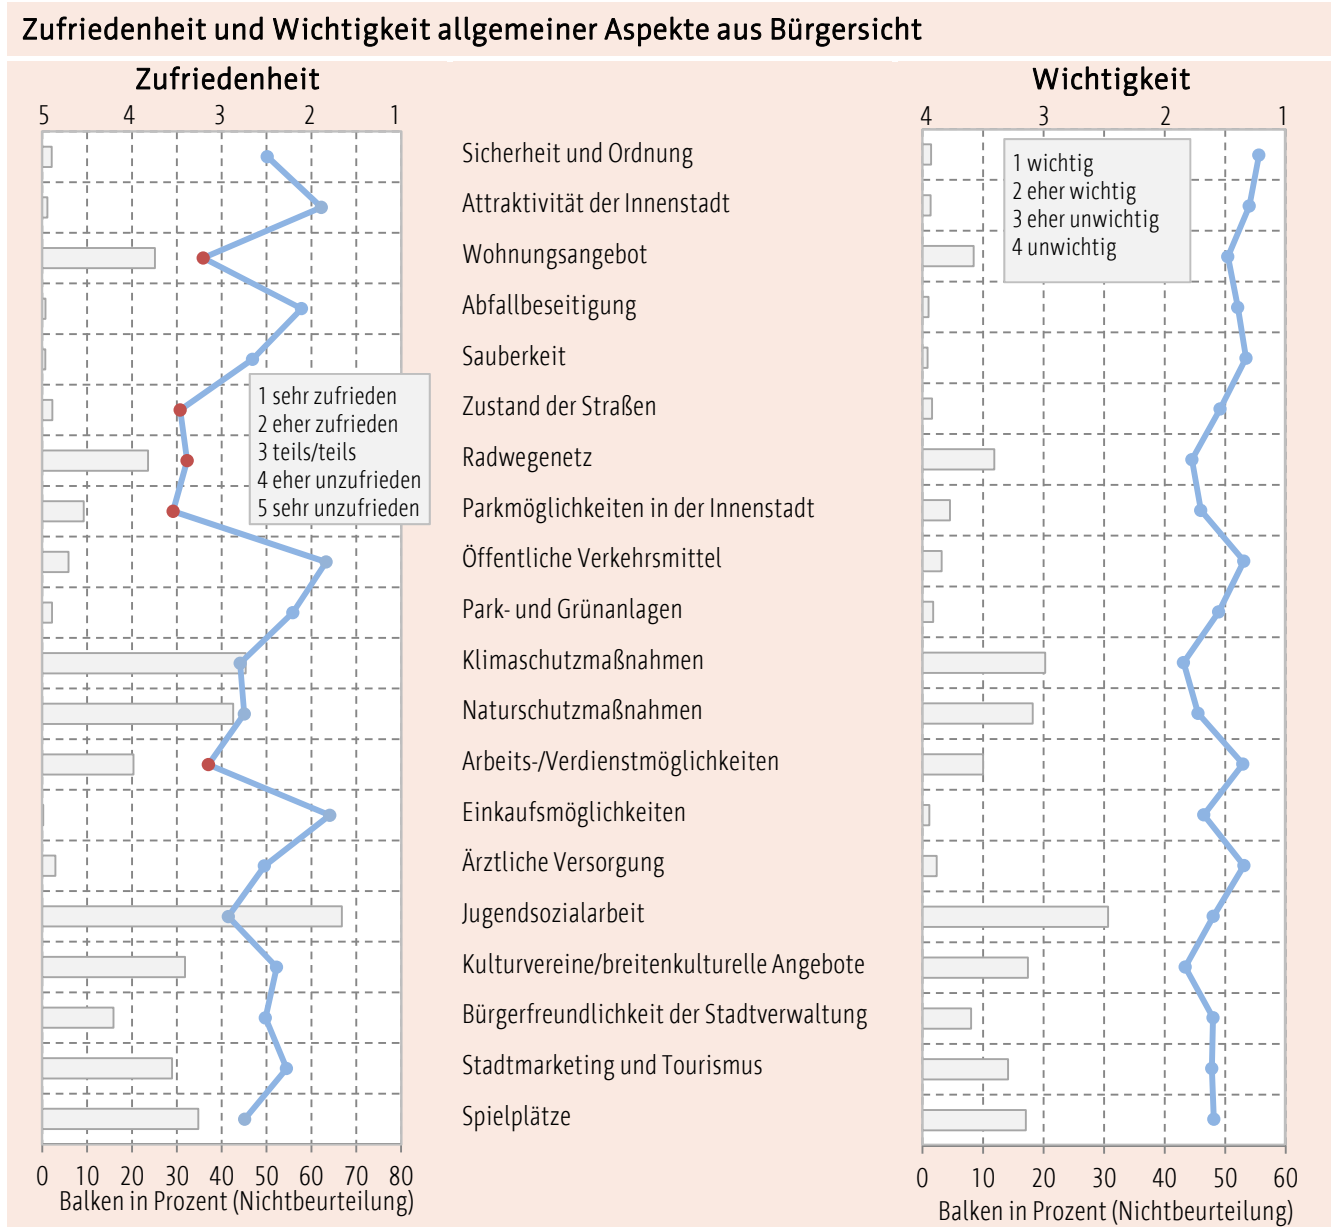 Zufriedenheit und Wichtigkeit allgemeiner Aspekte aus Bürgersicht
Zufriedenheit
5 4 3 2 1
Wichtigkeit
4 3 2 1
Sicherheit und Ordnung
Attraktivität der Innenstadt
Wohnungsangebot
Abfallbeseitigung
Sauberkeit
Zustand der Straßen
Radwegenetz
Parkmöglichkeiten in der Innenstadt
Öffentliche Verkehrsmittel
Park- und Grünanlagen
Klimaschutzmaßnahmen
Naturschutzmaßnahmen
Arbeits-/Verdienstmöglichkeiten
Einkaufsmöglichkeiten
Ärztliche Versorgung
Jugendsozialarbeit
Kulturvereine/breitenkulturelle Angebote
Bürgerfreundlichkeit der Stadtverwaltung
Stadtmarketing und Tourismus
Spielplätze
1 sehr zufrieden
2 eher zufrieden
3 teils/teils
4 eher unzufrieden
5 sehr unzufrieden
1 wichtig
2 eher wichtig
3 eher unwichtig
4 unwichtig
0 10 20 30 40 50 60 70 80
Balken in Prozent (Nichtbeurteilung)
0 10 20 30 40 50 60
Balken in Prozent (Nichtbeurteilung)